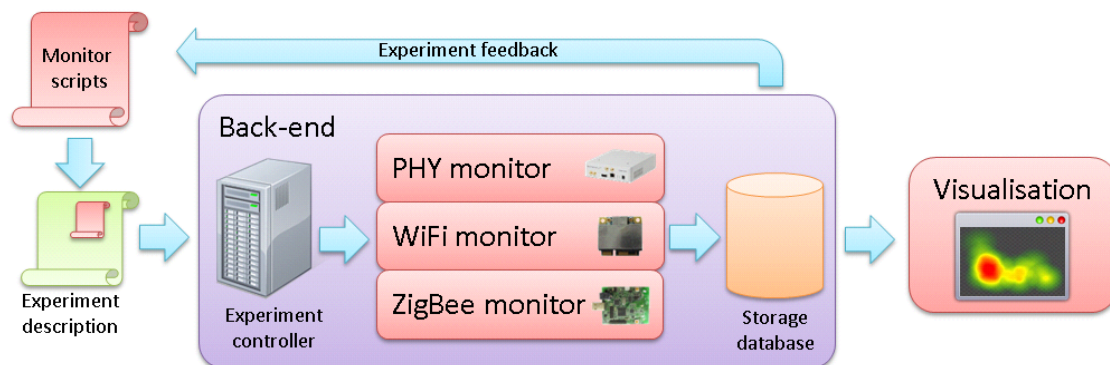 Monitor
scripts
Experiment feedback
Back-end
PHY monitor
WiFi monitor
ZigBee monitor
Experiment
controller
Storage
database
Visualisation
Experiment
description